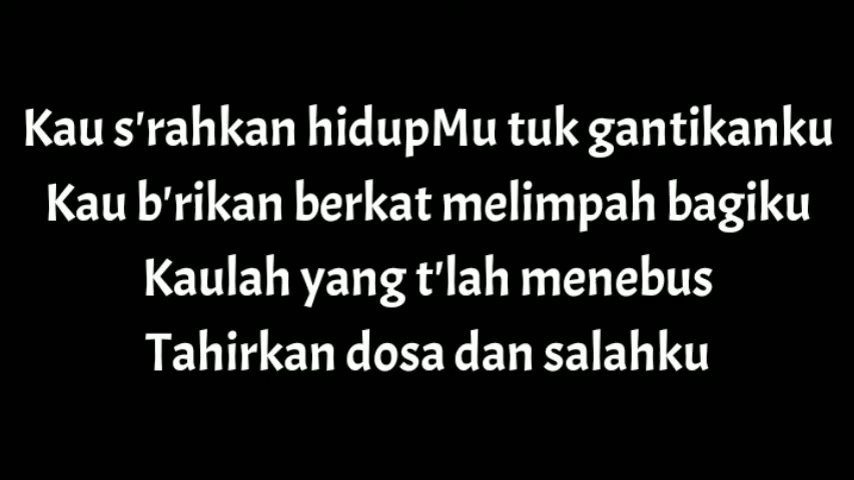 Kau s'rahkan hidupMu tuk gantikanku
Kau b'rikan berkat melimpah bagiku
Kaulah yang t'lah menebus
Tahirkan dosa dan salahku